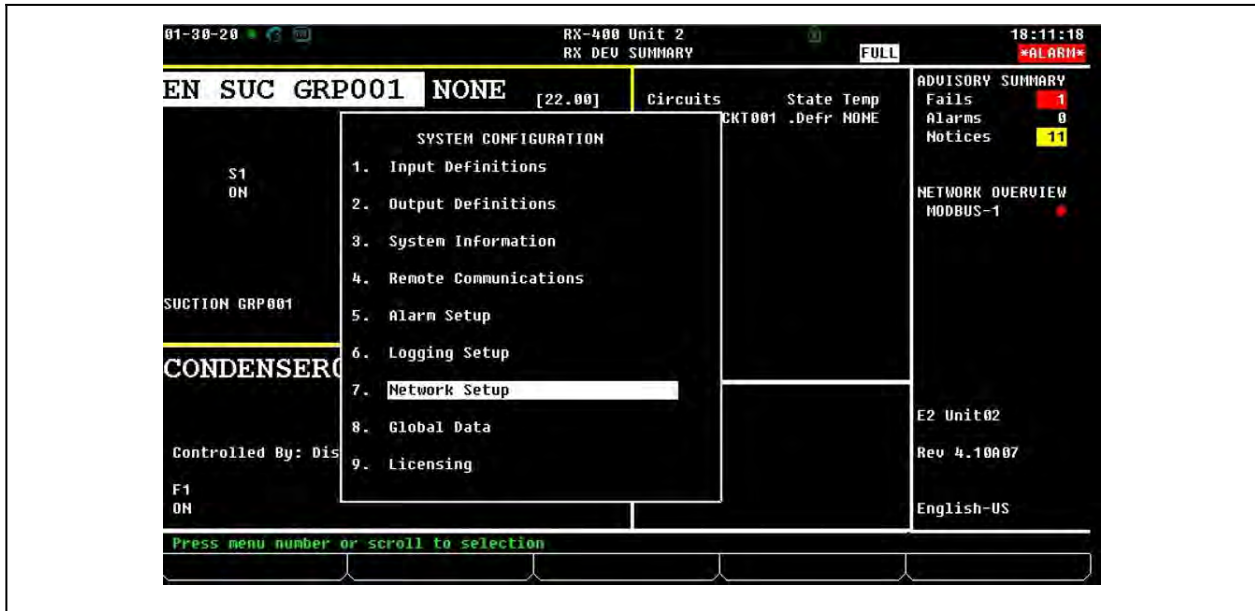 01-30-20
RX-400 Unit 2
18:11:18
RX DEV SUMMARY
FULL
*ALARM*
EN SUC GRP001 NONE [22.00]
S1
ON
SUCTION GRP001
CONDENSER
Controlled By: Dis
F1
ON
Circuits State Temp
CKT001 .Defr NONE
SYSTEM CONFIGURATION
1. Input Definitions
2. Output Definitions
3. System Information
4. Remote Communications
5. Alarm Setup
6. Logging Setup
7. Network Setup
8. Global Data
9. Licensing
ADVISORY SUMMARY
Fails 1
Alarms 0
Notices 11
NETWORK OVERVIEW
MODBUS-1
E2 Unit02
Rev 4.10A07
English-US
Press menu number or scroll to selection